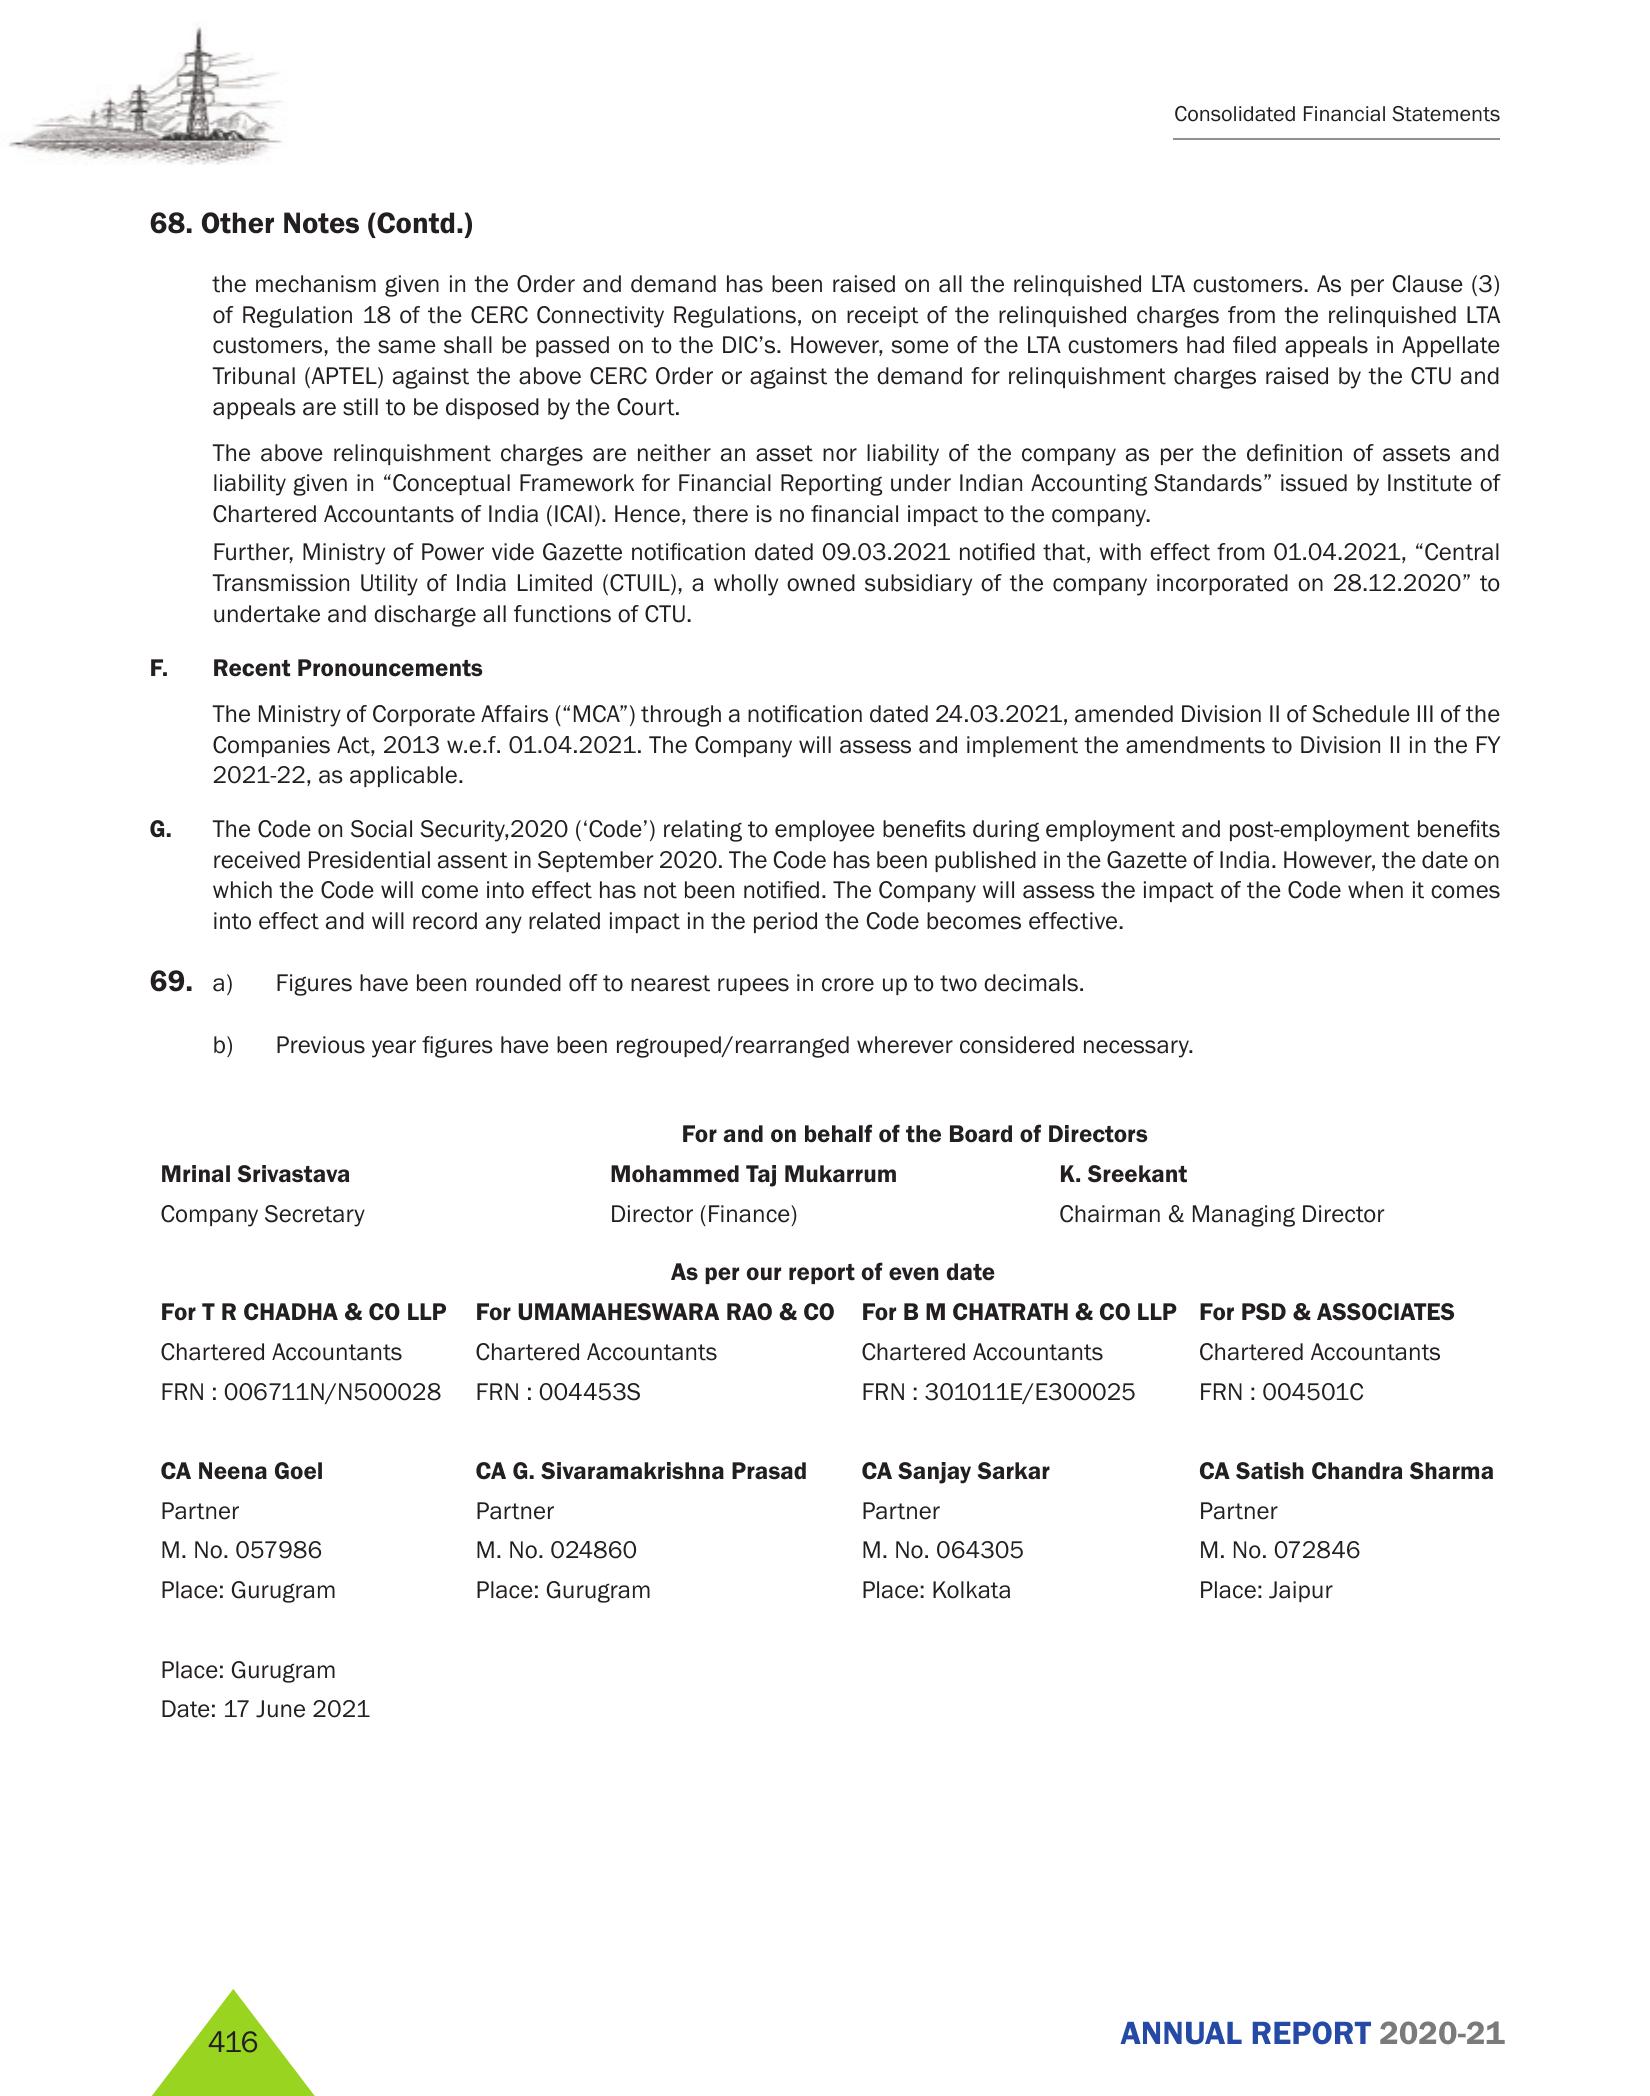 Consolidated Financial Statements
68. Other Notes (Contd.)
the mechanism given in the Order and demand has been raised on all the relinquished LTA customers. As per Clause (3)
of Regulation 18 of the CERC Connectivity Regulations, on receipt of the relinquished charges from the relinquished LTA
customers, the same shall be passed on to the DIC's. However, some of the LTA customers had filed appeals in Appellate
Tribunal (APTEL) against the above CERC Order or against the demand for relinquishment charges raised by the CTU and
appeals are still to be disposed by the Court.
The above relinquishment charges are neither an asset nor liability of the company as per the definition of assets and
liability given in “Conceptual Framework for Financial Reporting under Indian Accounting Standards” issued by Institute of
Chartered Accountants of India (ICAI). Hence, there is no financial impact to the company.
Further, Ministry of Power vide Gazette notification dated 09.03.2021 notified that, with effect from 01.04.2021, “Central
Transmission Utility of India Limited (CTUIL), a wholly owned subsidiary of the company incorporated on 28.12.2020” to
undertake and discharge all functions of CTU.
F. Recent Pronouncements
The Ministry of Corporate Affairs (“MCA”) through a notification dated 24.03.2021, amended Division II of Schedule III of the
Companies Act, 2013 w.e.f. 01.04.2021. The Company will assess and implement the amendments to Division II in the FY
2021-22, as applicable.
G. The Code on Social Security,2020 (‘Code’) relating to employee benefits during employment and post-employment benefits
received Presidential assent in September 2020. The Code has been published in the Gazette of India. However, the date on
which the Code will come into effect has not been notified. The Company will assess the impact of the Code when it comes
into effect and will record any related impact in the period the Code becomes effective.
69. a) Figures have been rounded off to nearest rupees in crore up to two decimals.
b) Previous year figures have been regrouped/rearranged wherever considered necessary.
For and on behalf of the Board of Directors
Mrinal Srivastava Mohammed Taj Mukarrum K. Sreekant
Company Secretary Director (Finance) Chairman & Managing Director
As per our report of even date
For T R CHADHA & CO LLP For UMAMAHESWARA RAO & CO For B M CHATRATH & CO LLP For PSD & ASSOCIATES
Chartered Accountants Chartered Accountants Chartered Accountants Chartered Accountants
FRN : 006711N/N500028 FRN : 004453S FRN : 301011E/E300025 FRN : 004501C
CA Neena Goel CA G. Sivaramakrishna Prasad CA Sanjay Sarkar CA Satish Chandra Sharma
Partner Partner Partner Partner
M. No. 057986 M. No. 024860 M. No. 064305 M. No. 072846
Place: Gurugram Place: Gurugram Place: Kolkata Place: Jaipur
Place: Gurugram
Date: 17 June 2021
416
ANNUAL REPORT 2020-21